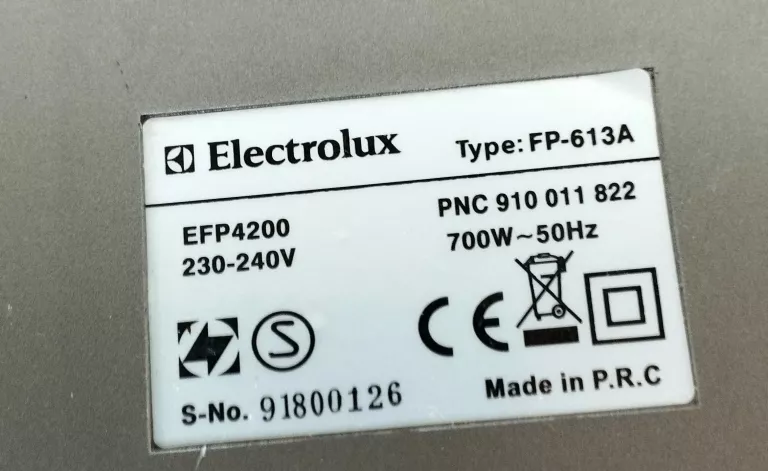 Electrolux Type: FP-613A
EFP4200 PNC 910 011 822
230-240V 700W~50Hz
S
CE
S-No. 91800126 Made in P.R.C